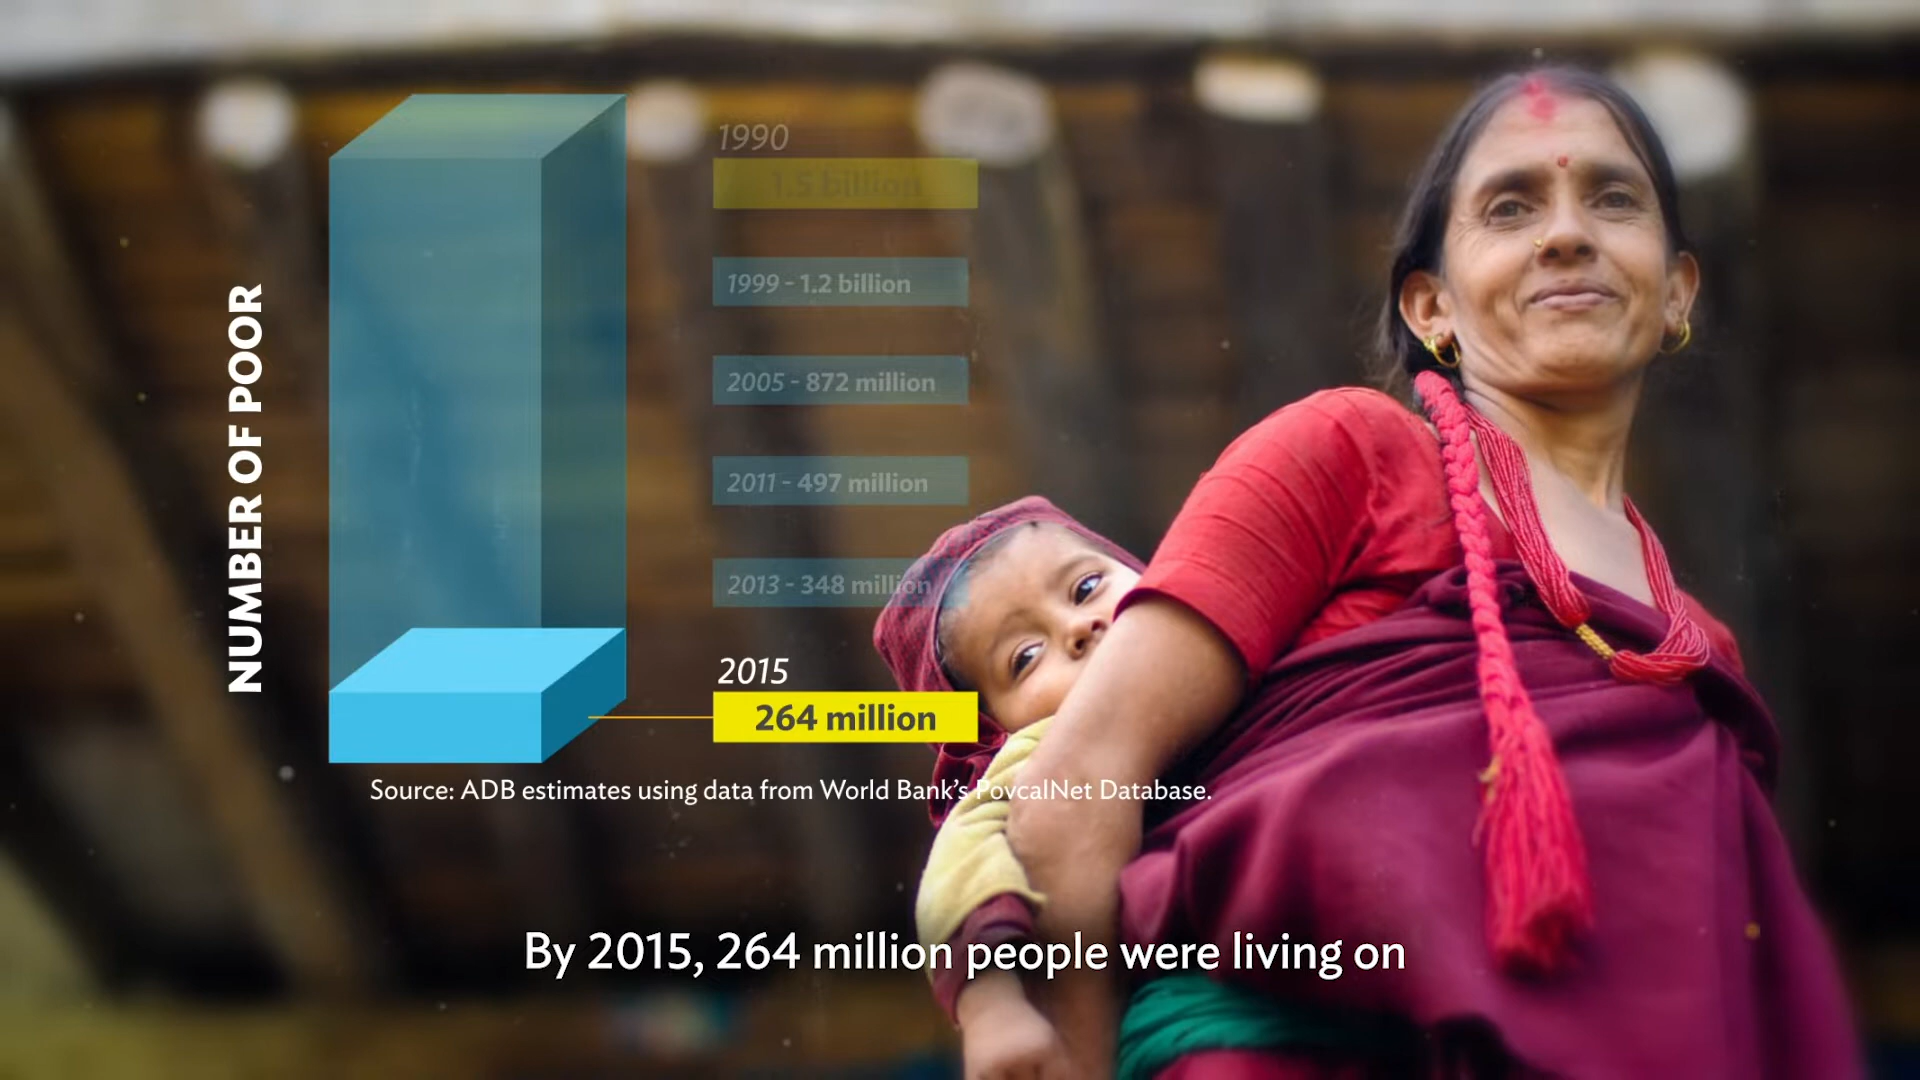 NUMBER OF POOR
1990
1.5 billion
1999 - 1.2 billion
2005 - 872 million
2011 - 497 million
2013 - 348 million
2015
264 million
Source: ADB estimates using data from World Bank's PovcalNet Database.
By 2015, 264 million people were living on